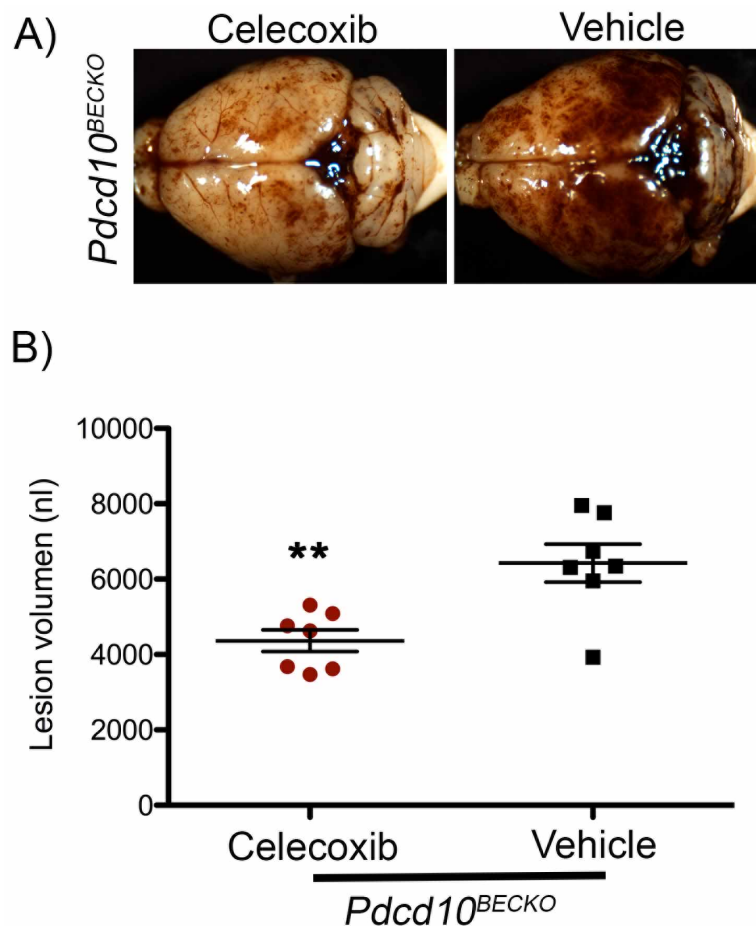 A)
Celecoxib Vehicle
Pdcd10BECKO
B)
Lesion volumen (nl)
10000
8000
6000
4000
2000
0
**
Celecoxib Vehicle
Pdcd10BECKO